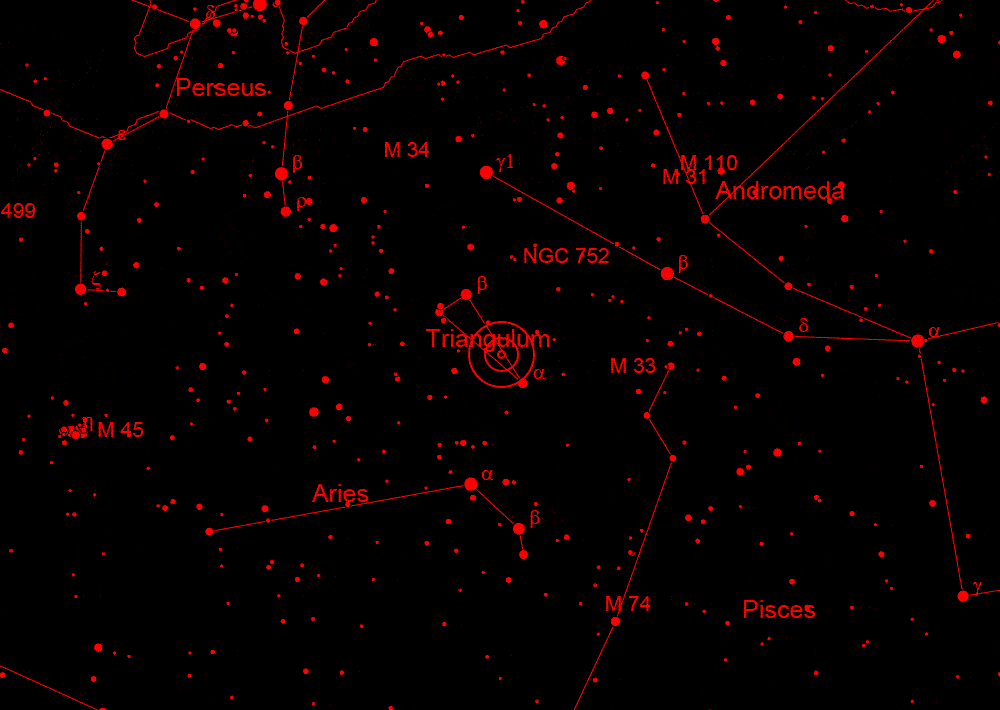 δ
Perseus
ε
M 34
β
γ1
M 110
M 31
Andromeda
ρ
499
NGC 752
β
ζ
β
δ
α
Triangulum
M 33
α
η
M 45
α
Aries
β
γ
M 74
Pisces